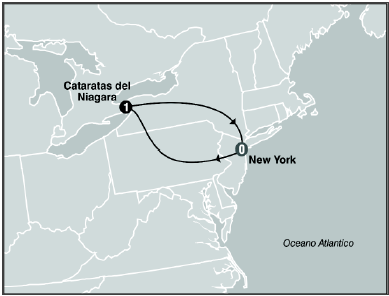 Cataratas del
Niagara
1
0
New York
Oceano Atlantico